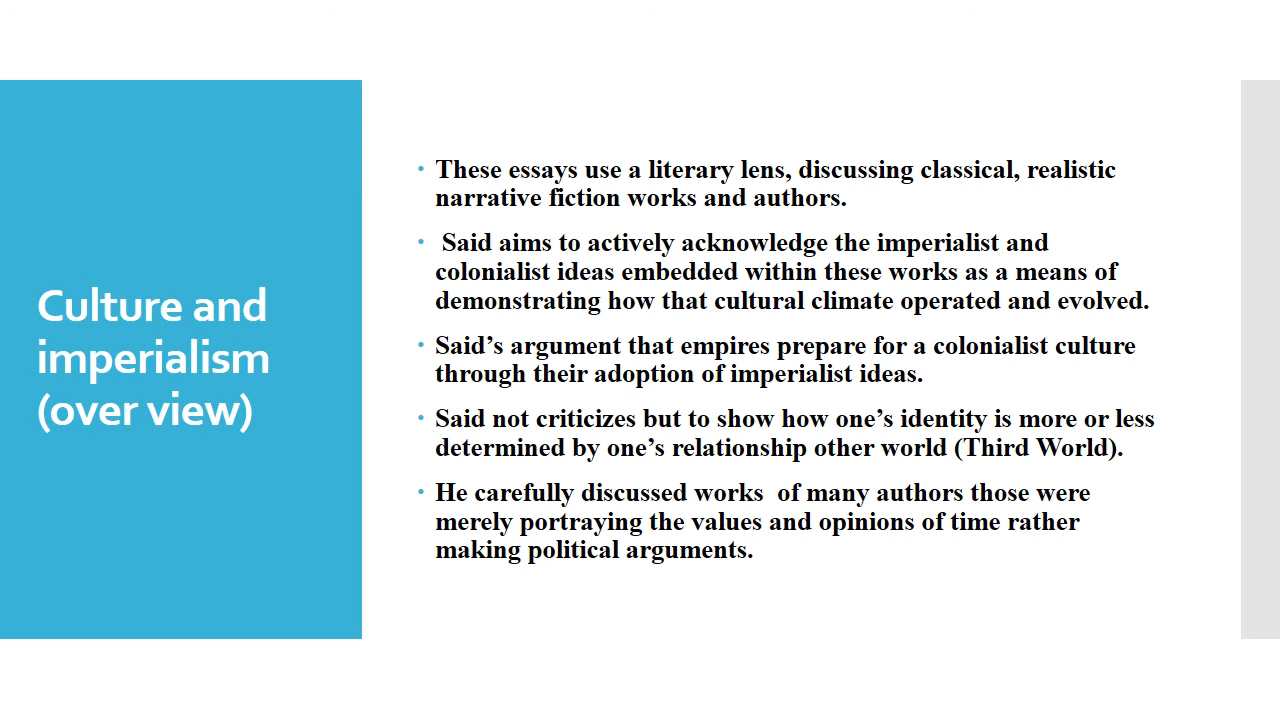 Culture and
imperialism
(over view)
These essays use a literary lens, discussing classical, realistic
narrative fiction works and authors.
Said aims to actively acknowledge the imperialist and
colonialist ideas embedded within these works as a means of
demonstrating how that cultural climate operated and evolved.
Said’s argument that empires prepare for a colonialist culture
through their adoption of imperialist ideas.
Said not criticizes but to show how one’s identity is more or less
determined by one’s relationship other world (Third World).
He carefully discussed works  of many authors those were
merely portraying the values and opinions of time rather
making political arguments.